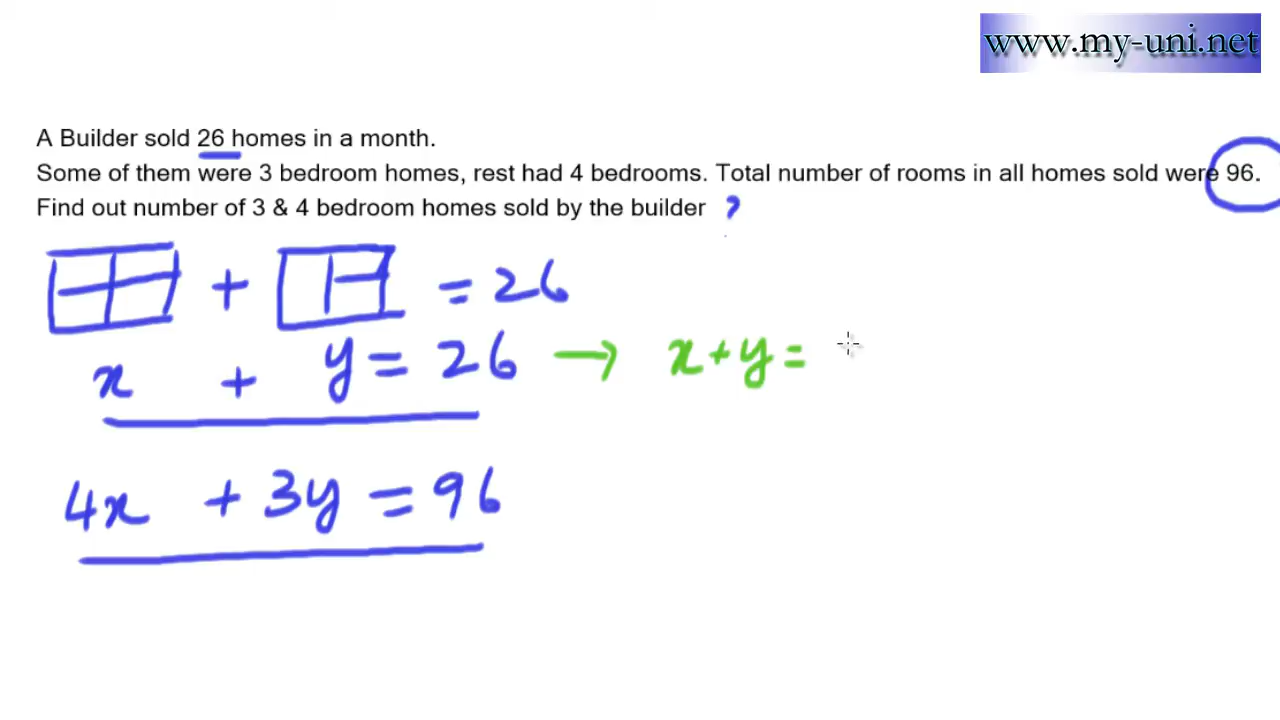 www.my-uni.net
A Builder sold 26 homes in a month.
Some of them were 3 bedroom homes, rest had 4 bedrooms. Total number of rooms in all homes sold were 96.
Find out number of 3 & 4 bedroom homes sold by the builder ?
+ = 26
x + y = 26 → x + y =
4x + 3y = 96